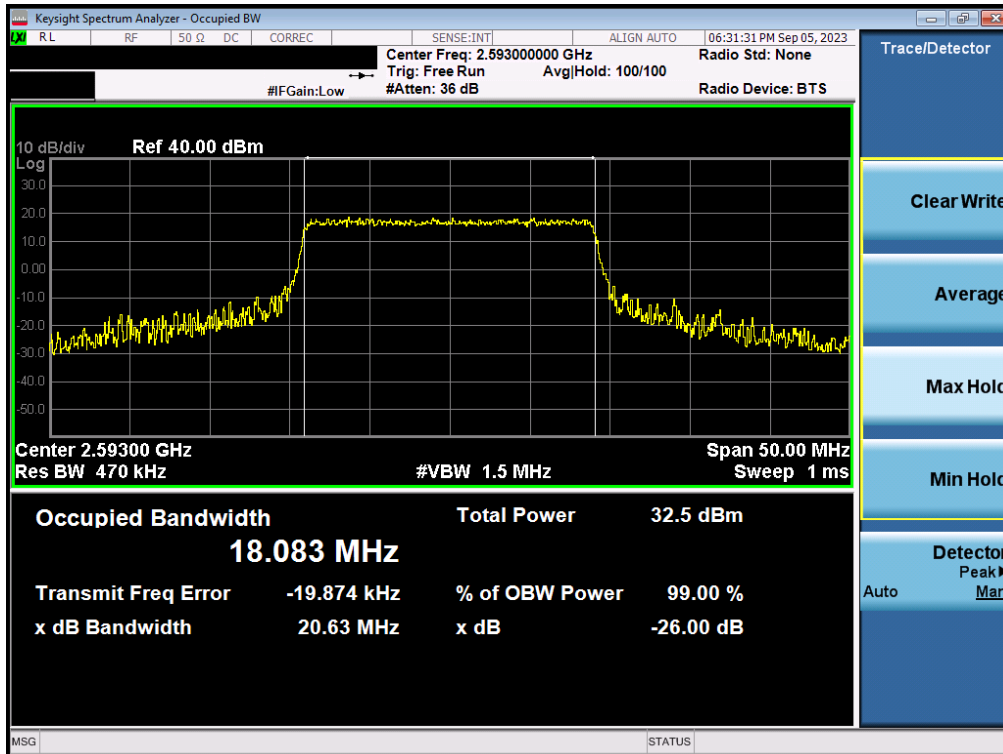 Keysight Spectrum Analyzer - Occupied BW
LXI RL RF 50 Ω DC CORREC SENSE:INT ALIGN AUTO 06:31:31 PM Sep 05, 2023
Center Freq: 2.593000000 GHz Radio Std: None
Trig: Free Run Avg|Hold: 100/100
#IFGain:Low #Atten: 36 dB Radio Device: BTS
Trace/Detector
10 dB/div Ref 40.00 dBm
Log
30.0
20.0
10.0
0.00
-10.0
-20.0
-30.0
-40.0
-50.0
Center 2.59300 GHz Span 50.00 MHz
Res BW 470 kHz #VBW 1.5 MHz Sweep 1 ms
Occupied Bandwidth Total Power 32.5 dBm
18.083 MHz
Transmit Freq Error -19.874 kHz % of OBW Power 99.00 %
x dB Bandwidth 20.63 MHz x dB -26.00 dB
Clear Write
Average
Max Hold
Min Hold
Detector
Peak
Auto Man
MSG STATUS